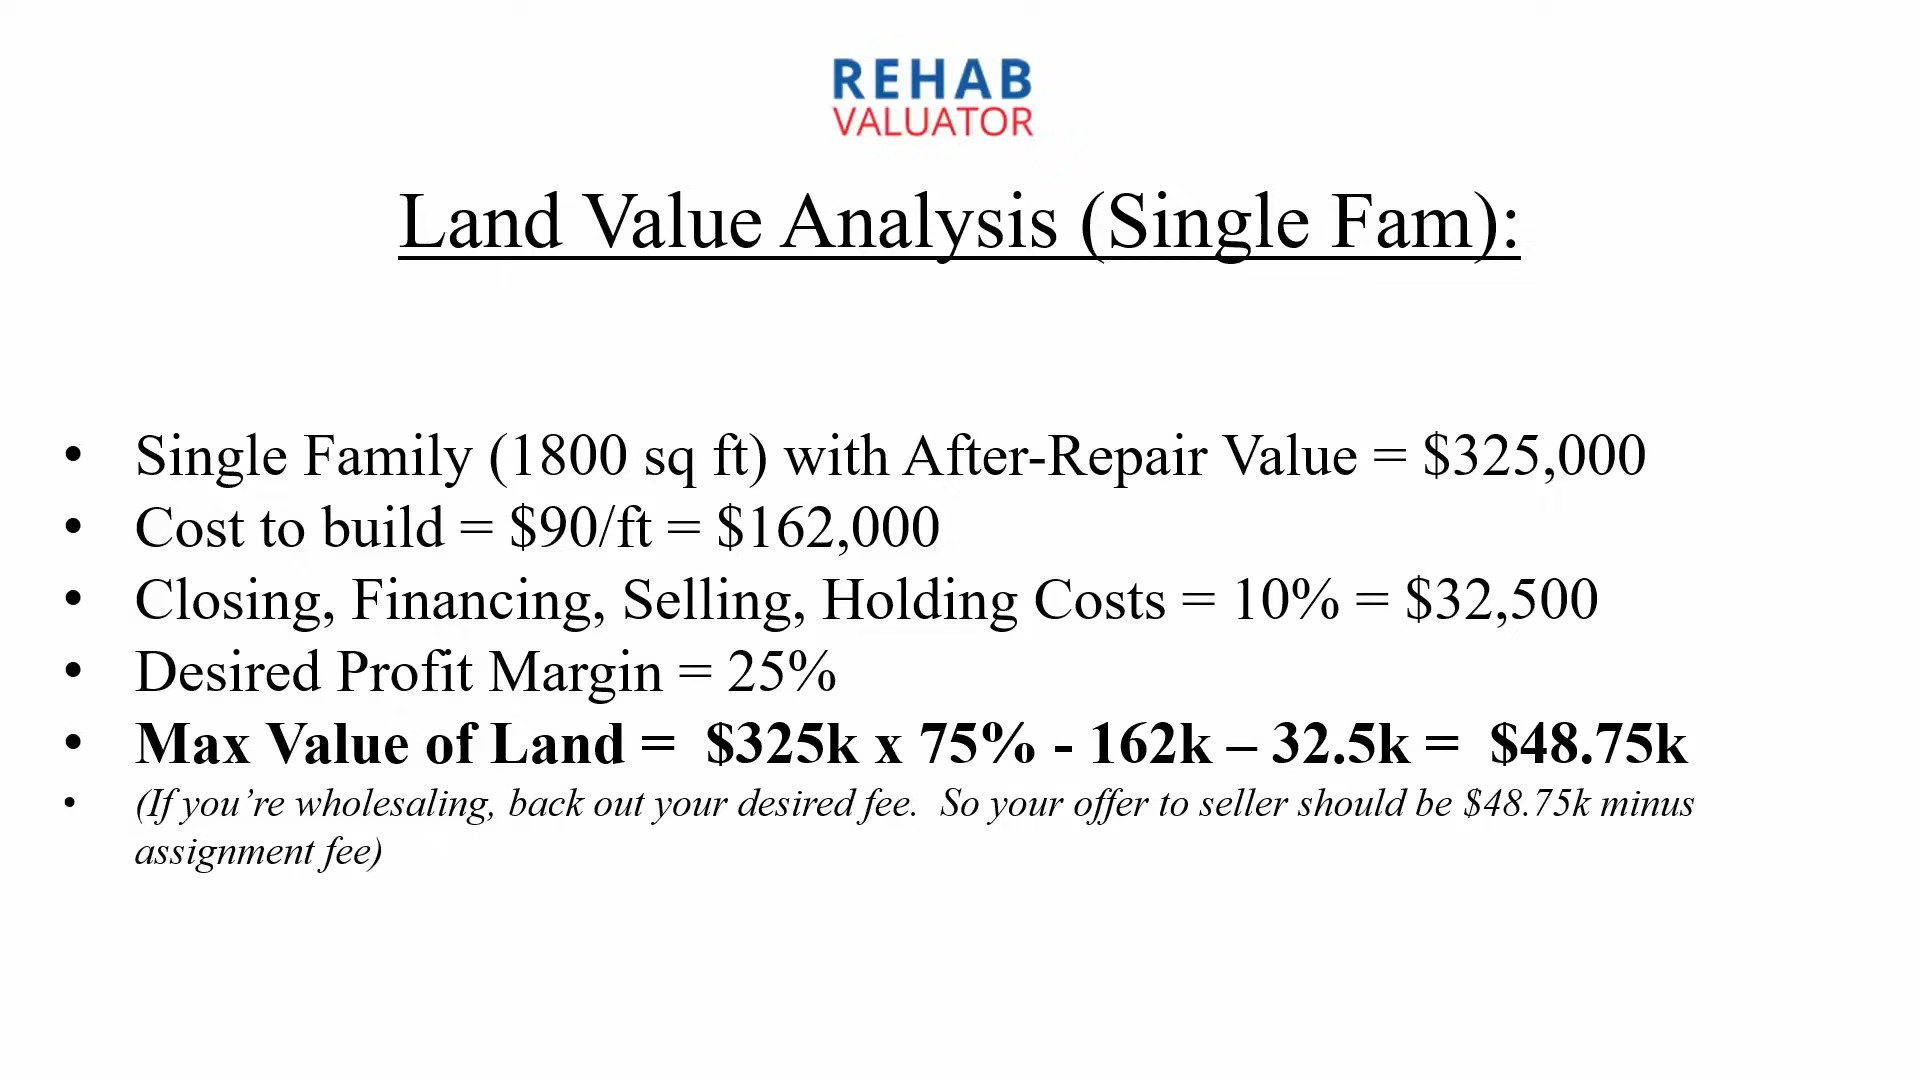 REHAB
VALUATOR
Land Value Analysis (Single Fam):
• Single Family (1800 sq ft) with After-Repair Value = $325,000
• Cost to build = $90/ft = $162,000
• Closing, Financing, Selling, Holding Costs = 10% = $32,500
• Desired Profit Margin = 25%
• Max Value of Land =  $325k x 75% - 162k – 32.5k =  $48.75k
• (If you’re wholesaling, back out your desired fee.  So your offer to seller should be $48.75k minus
assignment fee)